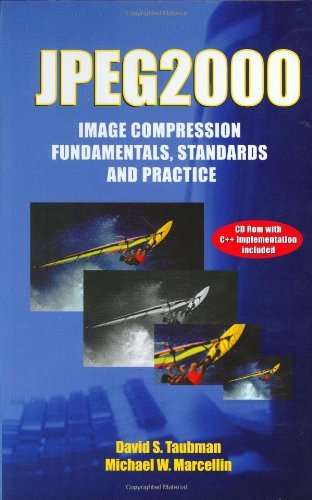 JPEG2000
IMAGE COMPRESSION
FUNDAMENTALS, STANDARDS
AND PRACTICE
CD Rom with
C++ Implementation
included
David S. Taubman
Michael W. Marcellin